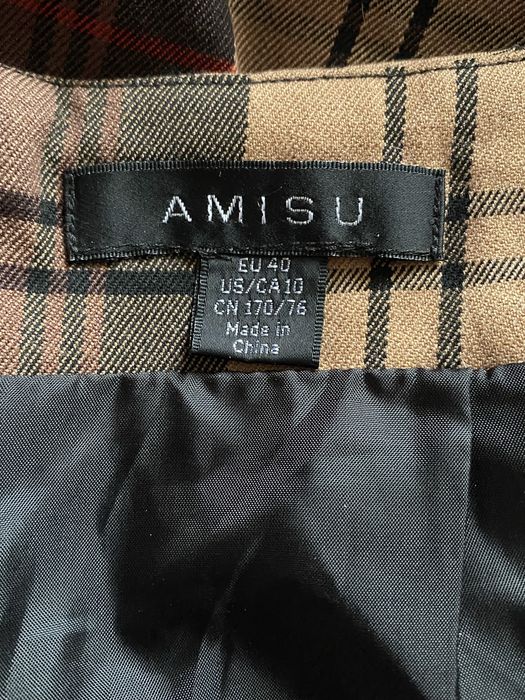 AMISU
EU 40
US/CA 10
CN 170/76
Made in
China